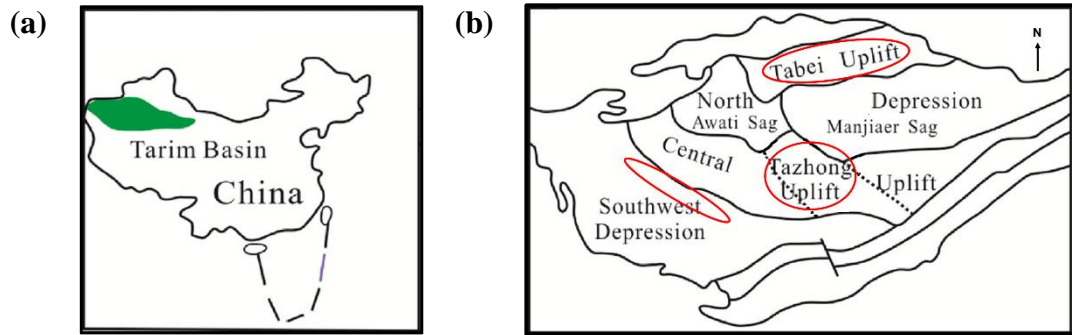 (a)
Tarim Basin
China
(b)
N
Tabei Uplift
North
Awati Sag
Depression
Manjiaer Sag
Central
Tazhong
Uplift
Uplift
Southwest
Depression